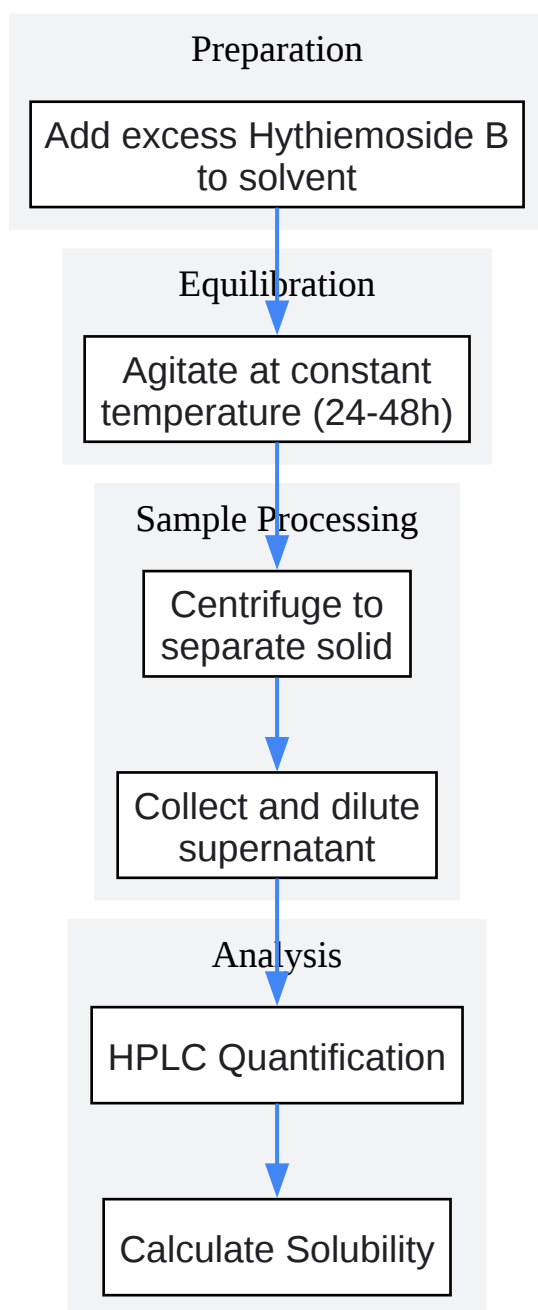 Preparation
Add excess Hythiemoside B
to solvent
Equilibration
Agitate at constant
temperature (24-48h)
Sample Processing
Centrifuge to
separate solid
Collect and dilute
supernatant
Analysis
HPLC Quantification
Calculate Solubility